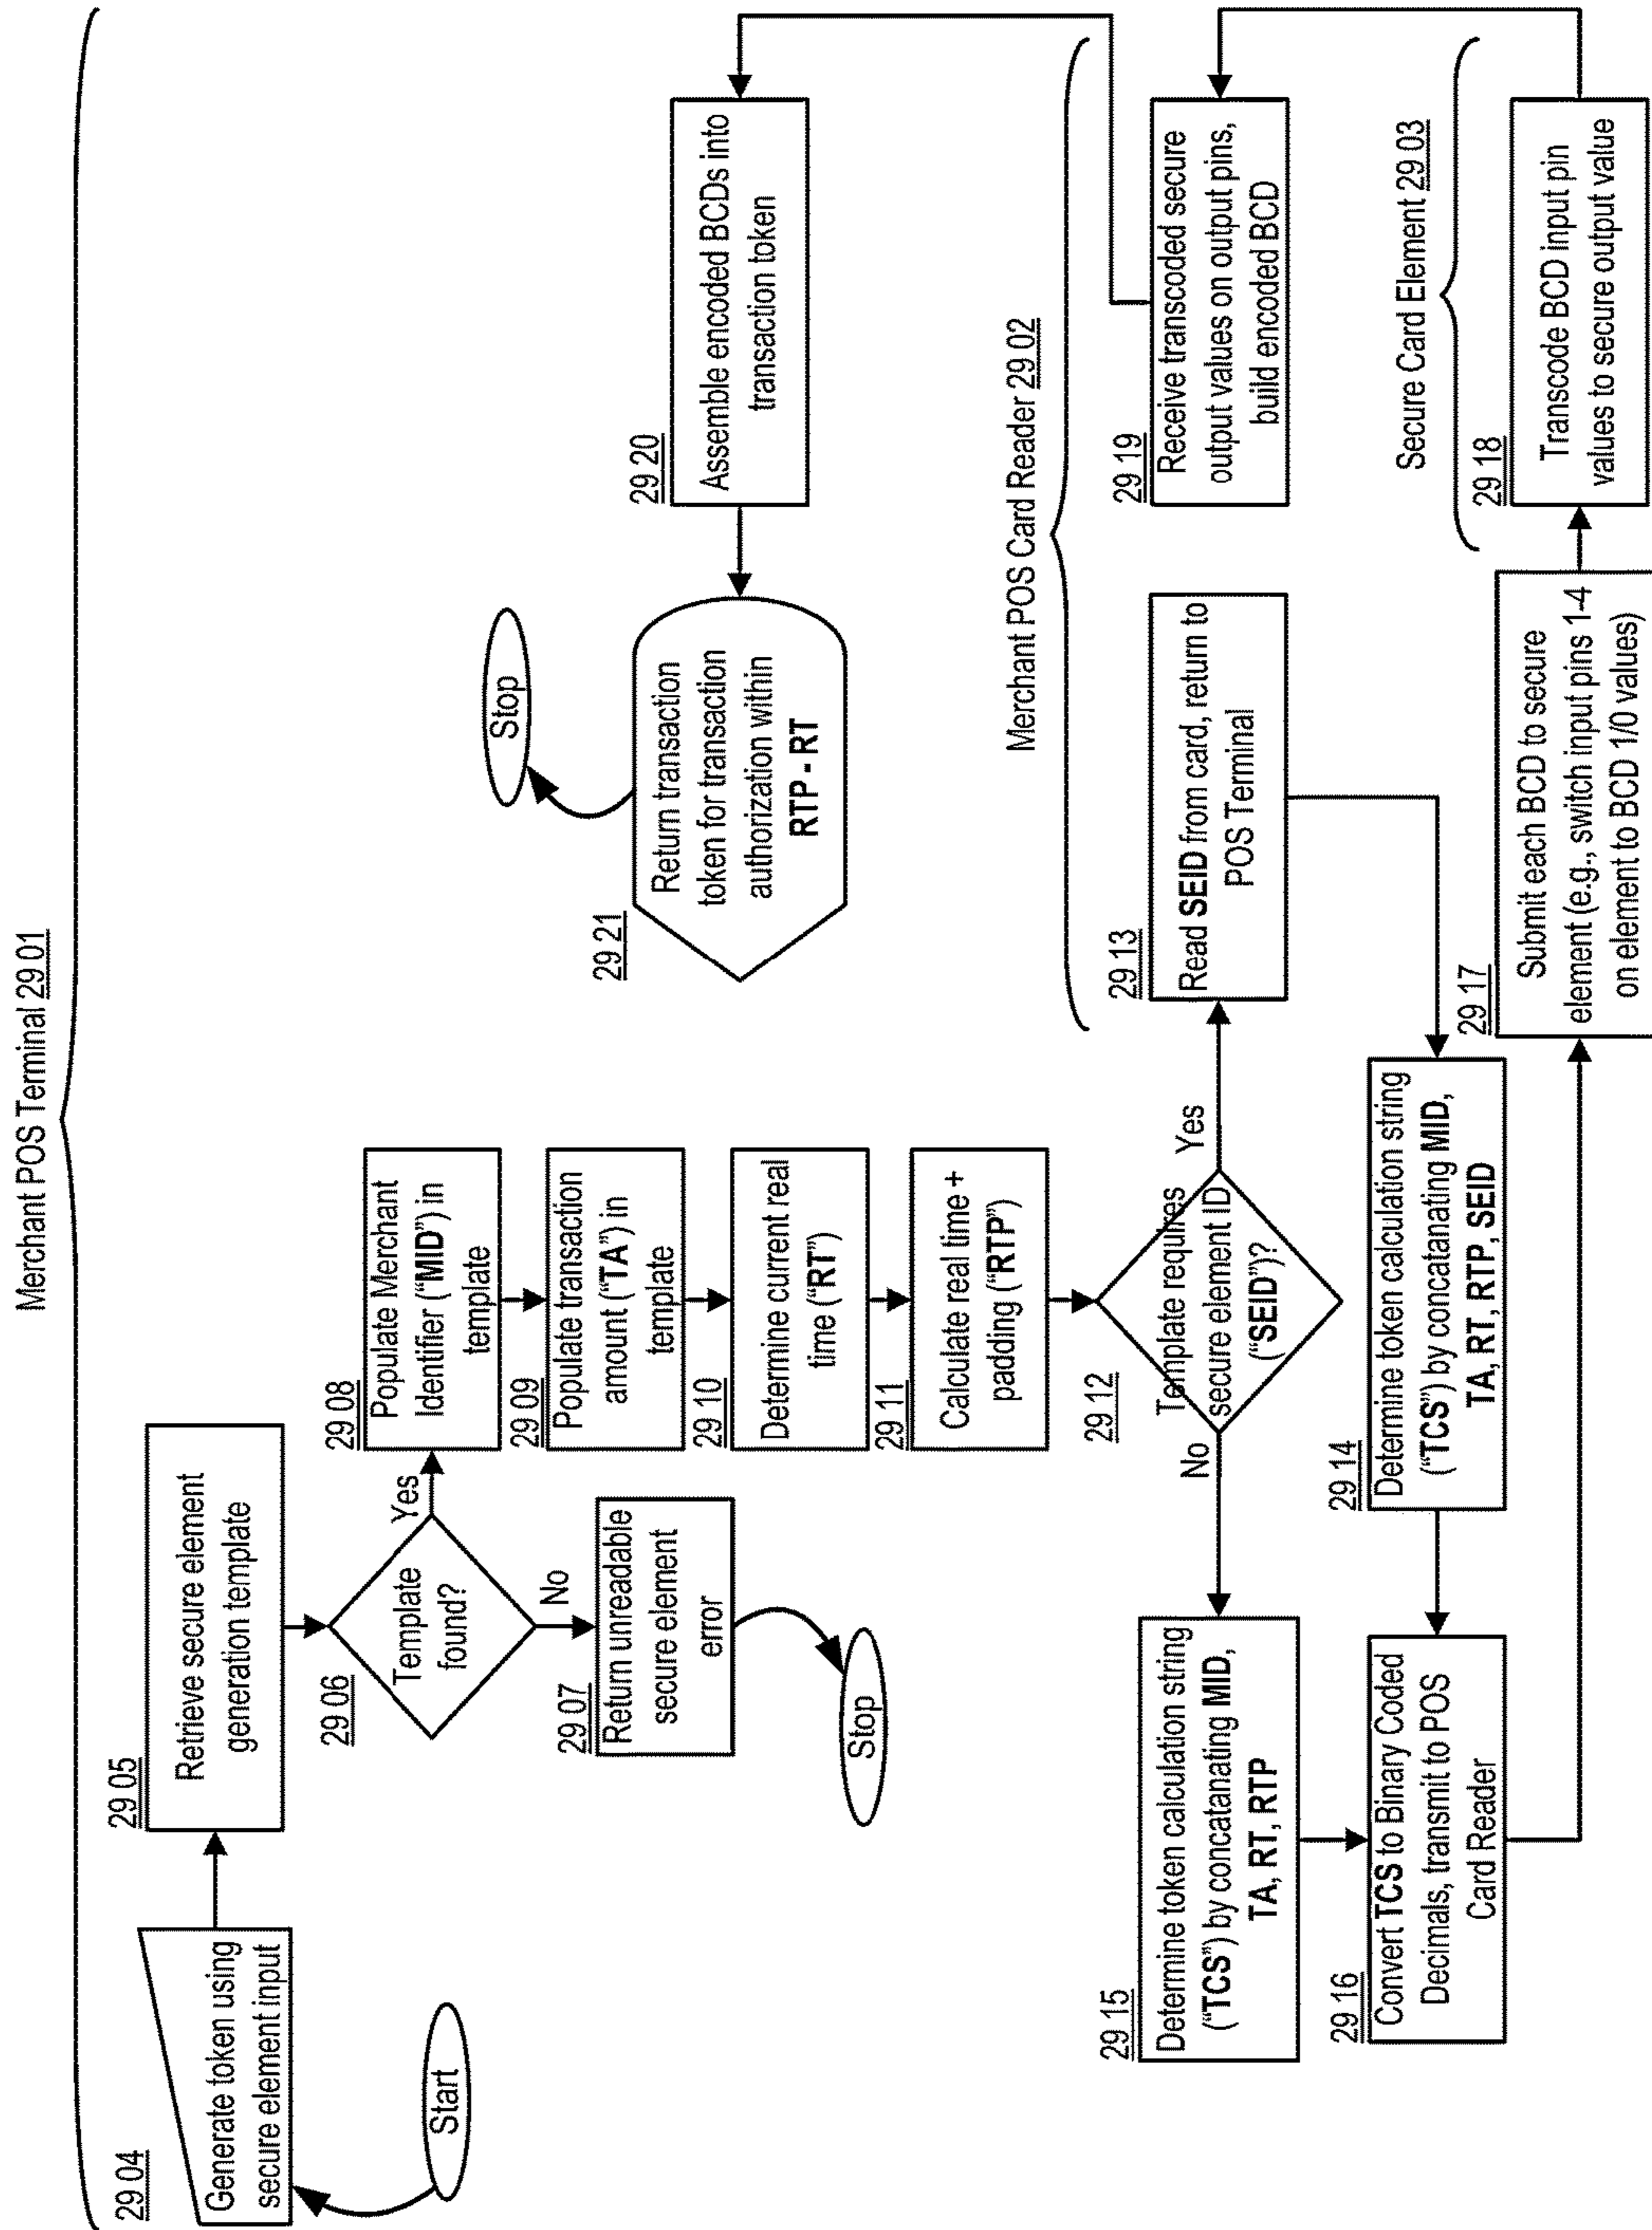 Merchant POS Terminal 29 01
29 04
Generate token using
secure element input
Start
29 05
Retrieve secure element
generation template
29 06
Template
found?
Yes
No
29 07
Return unreadable
secure element
error
Stop
29 08
Populate Merchant
Identifier (“MID”) in
template
29 09
Populate transaction
amount (“TA”) in
template
29 10
Determine current real
time (“RT”)
29 11
Calculate real time +
padding (“RTP”)
29 12
Template requires
secure element ID
(“SEID”)?
No
Yes
Merchant POS Card Reader 29 02
29 13
Read SEID from card, return to
POS Terminal
29 14
Determine token calculation string
(“TCS”) by concatanating MID,
TA, RT, RTP, SEID
29 15
Determine token calculation string
(“TCS”) by concatanating MID,
TA, RT, RTP
29 16
Convert TCS to Binary Coded
Decimals, transmit to POS
Card Reader
29 17
Submit each BCD to secure
element (e.g., switch input pins 1-4
on element to BCD 1/0 values)
Secure Card Element 29 03
29 18
Transcode BCD input pin
values to secure output value
29 19
Receive transcoded secure
output values on output pins,
build encoded BCD
29 20
Assemble encoded BCDs into
transaction token
29 21
Return transaction
token for transaction
authorization within
RTP - RT
Stop